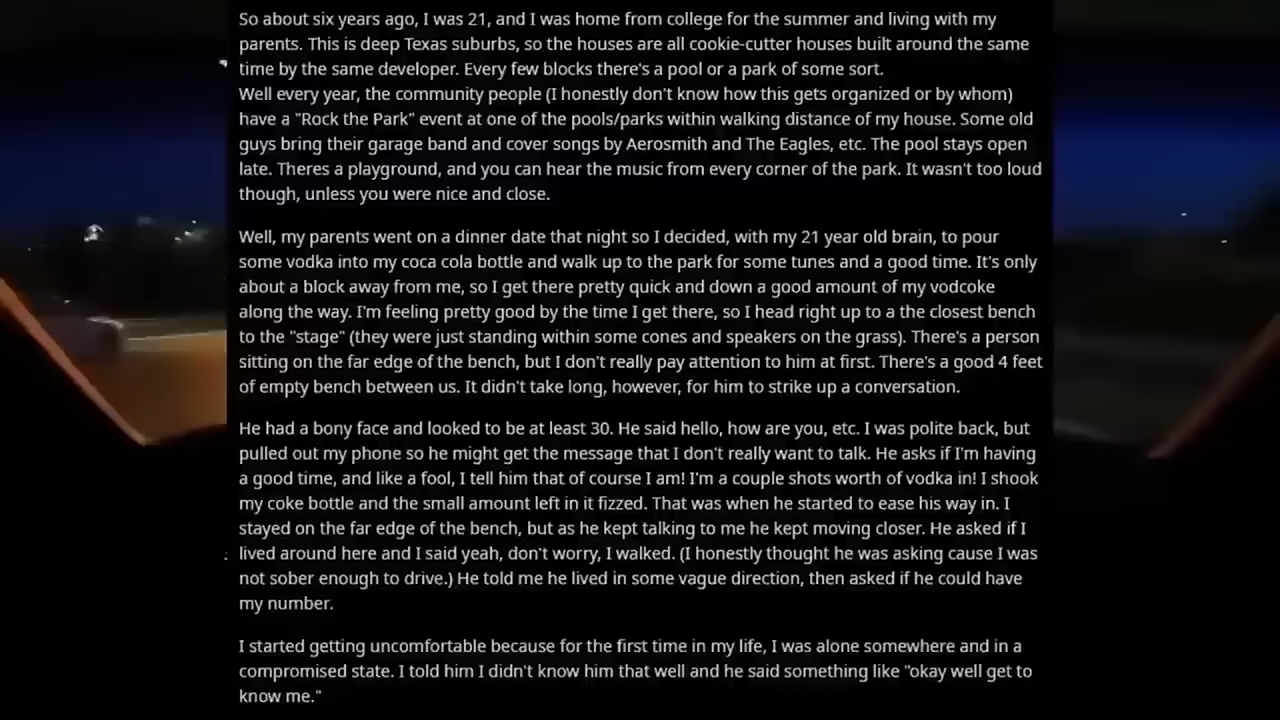 So about six years ago, I was 21, and I was home from college for the summer and living with my
parents. This is deep Texas suburbs, so the houses are all cookie-cutter houses built around the same
time by the same developer. Every few blocks there's a pool or a park of some sort.
Well every year, the community people (I honestly don't know how this gets organized or by whom)
have a "Rock the Park" event at one of the pools/parks within walking distance of my house. Some old
guys bring their garage band and cover songs by Aerosmith and The Eagles, etc. The pool stays open
late. Theres a playground, and you can hear the music from every corner of the park. It wasn't too loud
though, unless you were nice and close.
Well, my parents went on a dinner date that night so I decided, with my 21 year old brain, to pour
some vodka into my coca cola bottle and walk up to the park for some tunes and a good time. It's only
about a block away from me, so I get there pretty quick and down a good amount of my vodcoke
along the way. I'm feeling pretty good by the time I get there, so I head right up to a the closest bench
to the "stage" (they were just standing within some cones and speakers on the grass). There's a person
sitting on the far edge of the bench, but I don't really pay attention to him at first. There's a good 4 feet
of empty bench between us. It didn't take long, however, for him to strike up a conversation.
He had a bony face and looked to be at least 30. He said hello, how are you, etc. I was polite back, but
pulled out my phone so he might get the message that I don't really want to talk. He asks if I'm having
a good time, and like a fool, I tell him that of course I am! I'm a couple shots worth of vodka in! I shook
my coke bottle and the small amount left in it fizzed. That was when he started to ease his way in. I
stayed on the far edge of the bench, but as he kept talking to me he kept moving closer. He asked if I
lived around here and I said yeah, don't worry, I walked. (I honestly thought he was asking cause I was
not sober enough to drive.) He told me he lived in some vague direction, then asked if he could have
my number.
I started getting uncomfortable because for the first time in my life, I was alone somewhere and in a
compromised state. I told him I didn't know him that well and he said something like "okay well get to
know me."